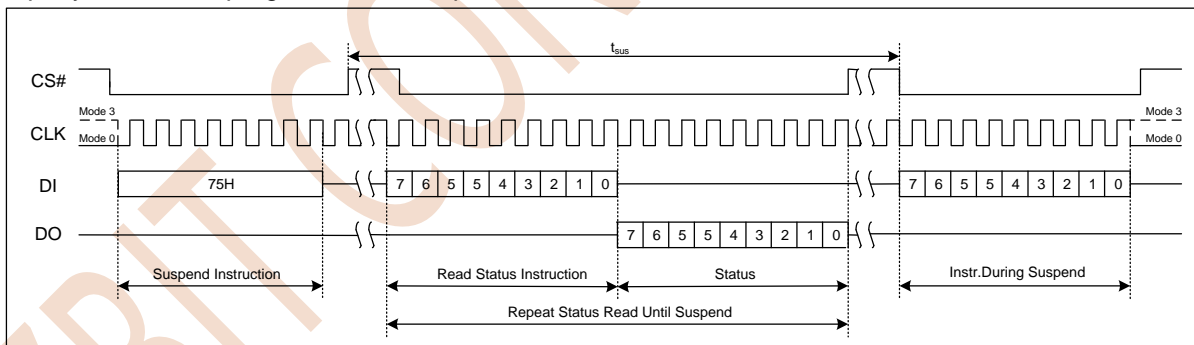 tsus
CS#
Mode 3
CLK
Mode 0
Mode 3
Mode 0
DI
75H
7 6 5 5 4 3 2 1 0
7 6 5 5 4 3 2 1 0
DO
7 6 5 5 4 3 2 1 0
Suspend Instruction
Read Status Instruction
Status
Instr.During Suspend
Repeat Status Read Until Suspend